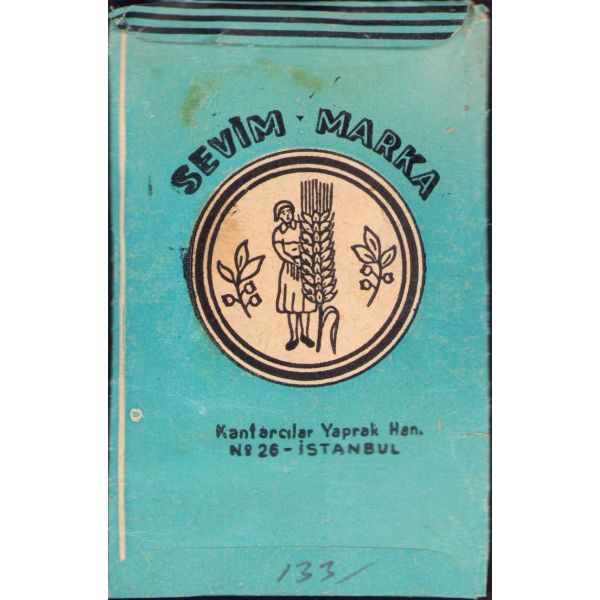 SEVİM · MARKA
Kantarcılar Yaprak Han.
Nº 26 - İSTANBUL
133/